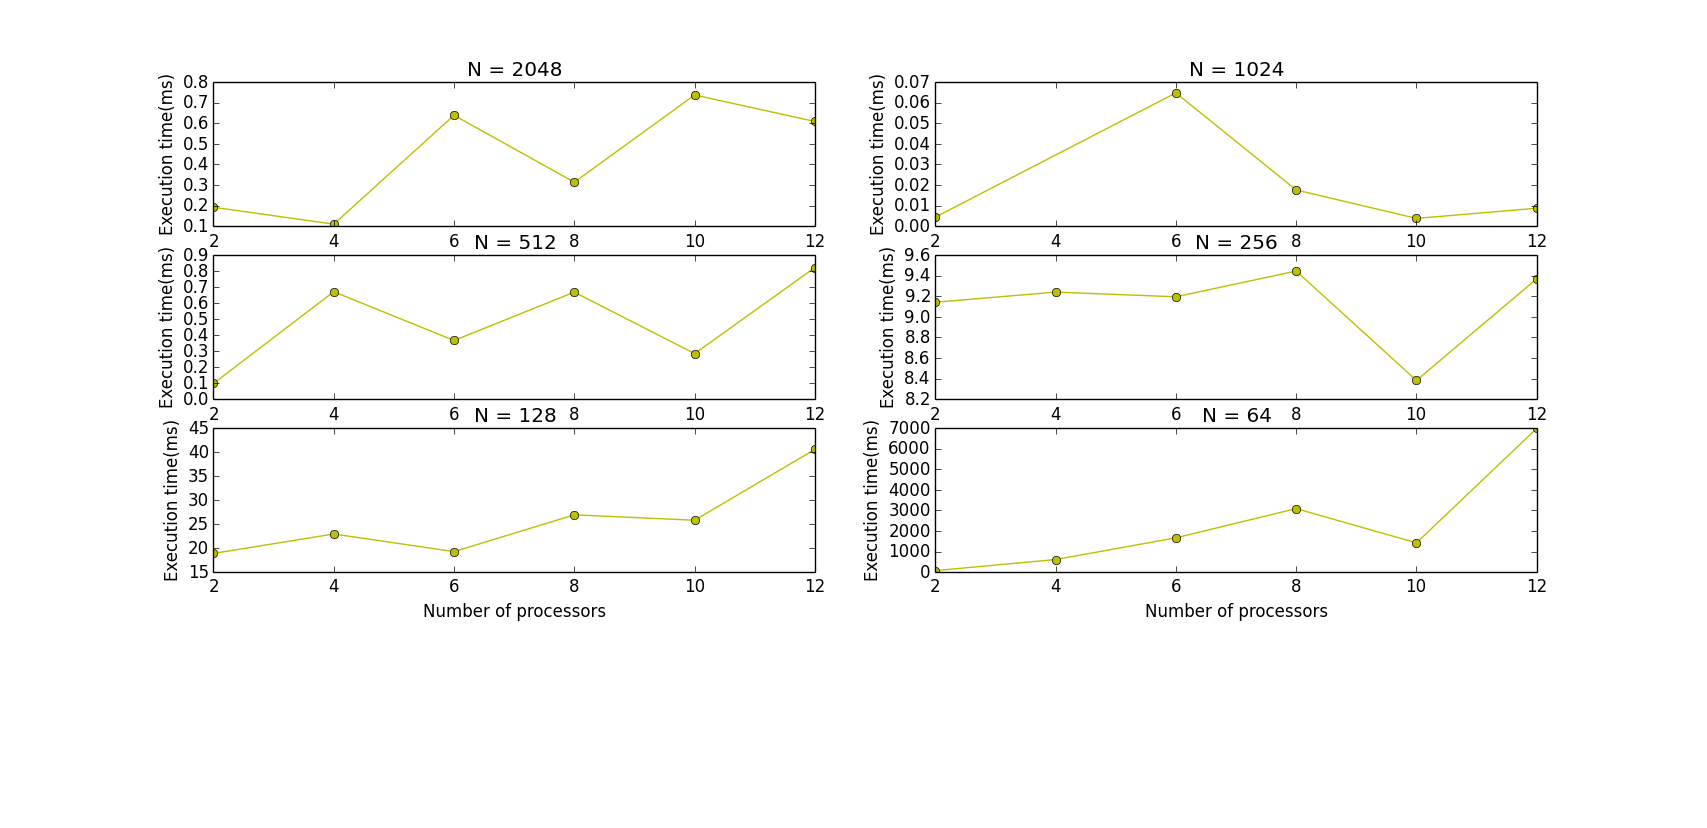 N = 2048
Execution time(ms)
0.8
0.7
0.6
0.5
0.4
0.3
0.2
0.1
2 4 6 8 10 12
N = 1024
Execution time(ms)
0.07
0.06
0.05
0.04
0.03
0.02
0.01
0.00
2 4 6 8 10 12
N = 512
Execution time(ms)
0.9
0.8
0.7
0.6
0.5
0.4
0.3
0.2
0.1
0.0
2 4 6 8 10 12
N = 256
Execution time(ms)
9.6
9.4
9.2
9.0
8.8
8.6
8.4
8.2
2 4 6 8 10 12
N = 128
Execution time(ms)
45
40
35
30
25
20
15
2 4 6 8 10 12
Number of processors
N = 64
Execution time(ms)
7000
6000
5000
4000
3000
2000
1000
0
2 4 6 8 10 12
Number of processors